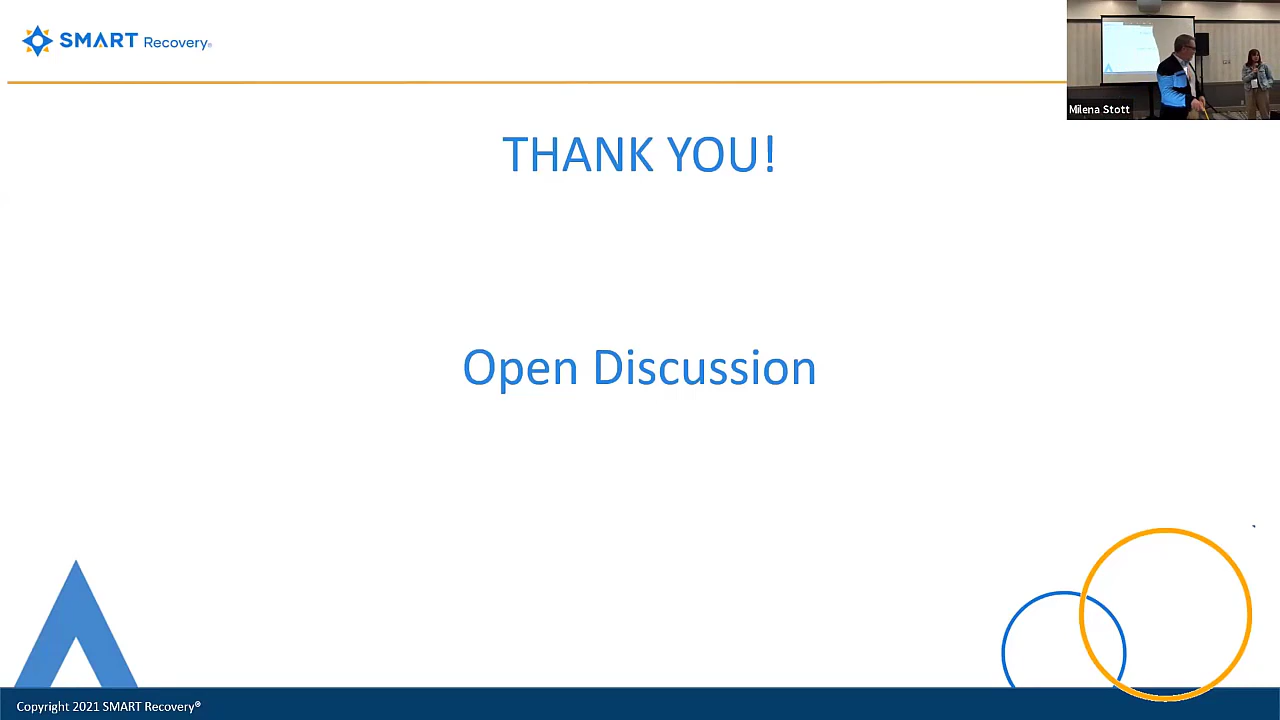 SMART Recovery®
Milena Stott
THANK YOU!
Open Discussion
Copyright 2021 SMART Recovery®